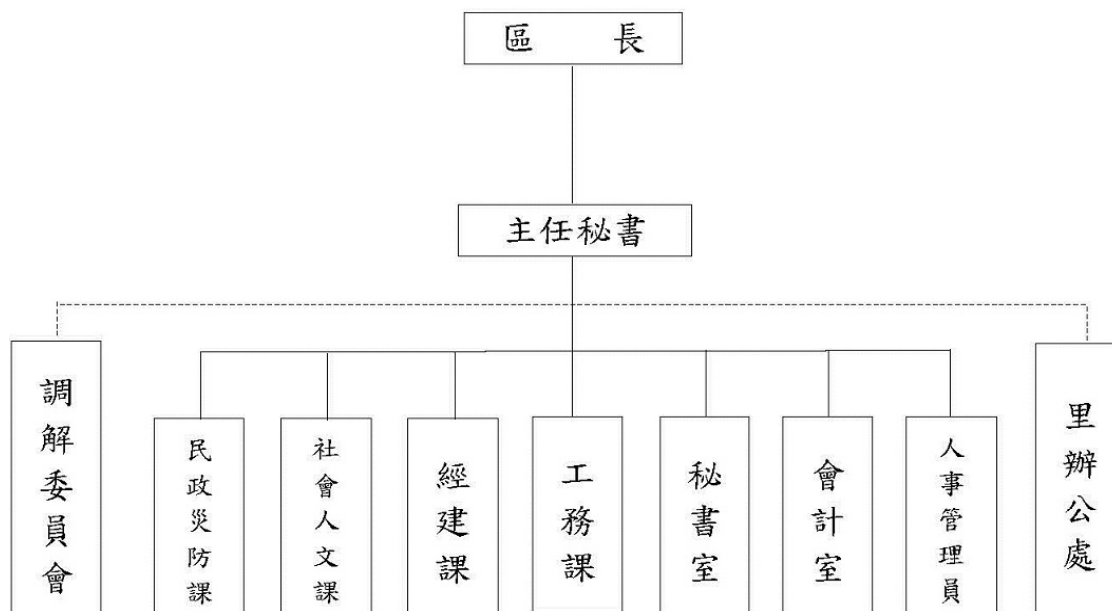 區長
主任秘書
調解委員會
民政災防課
社會人文課
經建課
工務課
秘書室
會計室
人事管理員
里辦公處